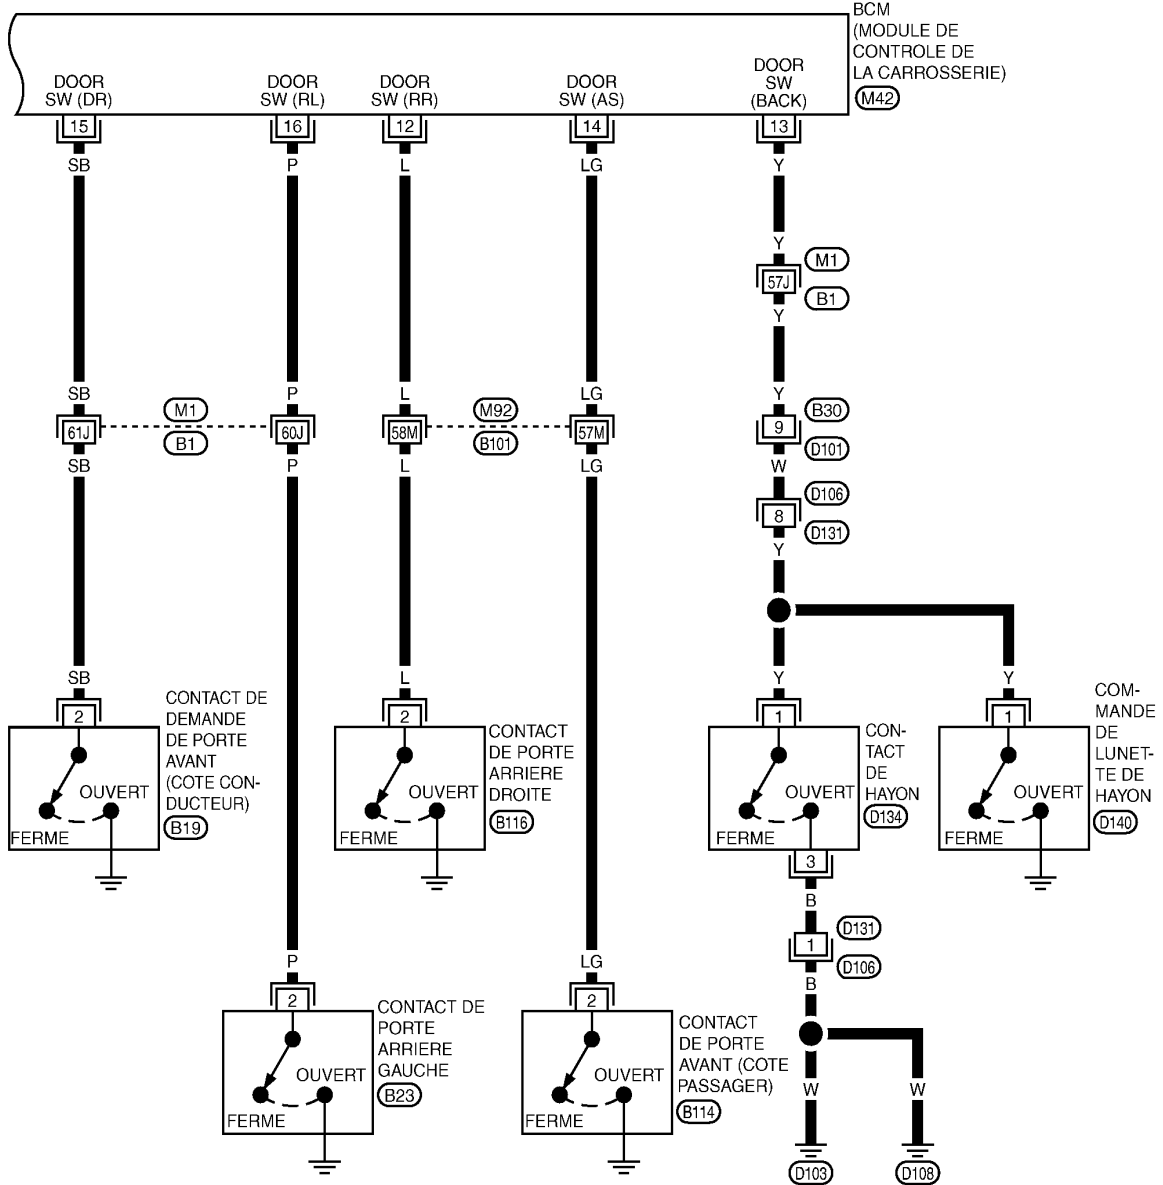 BCM
(MODULE DE
CONTROLE DE
LA CARROSSERIE)
M42
DOOR
SW (DR)
DOOR
SW (RL)
DOOR
SW (RR)
DOOR
SW (AS)
DOOR
SW
(BACK)
15
16
12
14
13
SB
P
L
LG
Y
Y
M1
57J
B1
Y
SB
P
L
LG
Y
M1
M92
B30
61J
60J
58M
57M
9
B1
B101
D101
SB
P
L
LG
W
D106
8
D131
Y
SB
L
Y
Y
2
2
1
1
CONTACT DE
DEMANDE
DE PORTE
AVANT
(COTE CON-
DUCTEUR)
B19
OUVERT
FERME
CONTACT
DE PORTE
ARRIERE
DROITE
B116
OUVERT
FERME
CON-
TACT
DE
HAYON
D134
OUVERT
FERME
COM-
MANDE
DE
LUNET-
TE DE
HAYON
D140
OUVERT
FERME
3
B
D131
1
D106
B
P
LG
2
2
CONTACT DE
PORTE
ARRIERE
GAUCHE
B23
OUVERT
FERME
CONTACT
DE PORTE
AVANT (COTE
PASSAGER)
B114
OUVERT
FERME
W
W
D103
D108